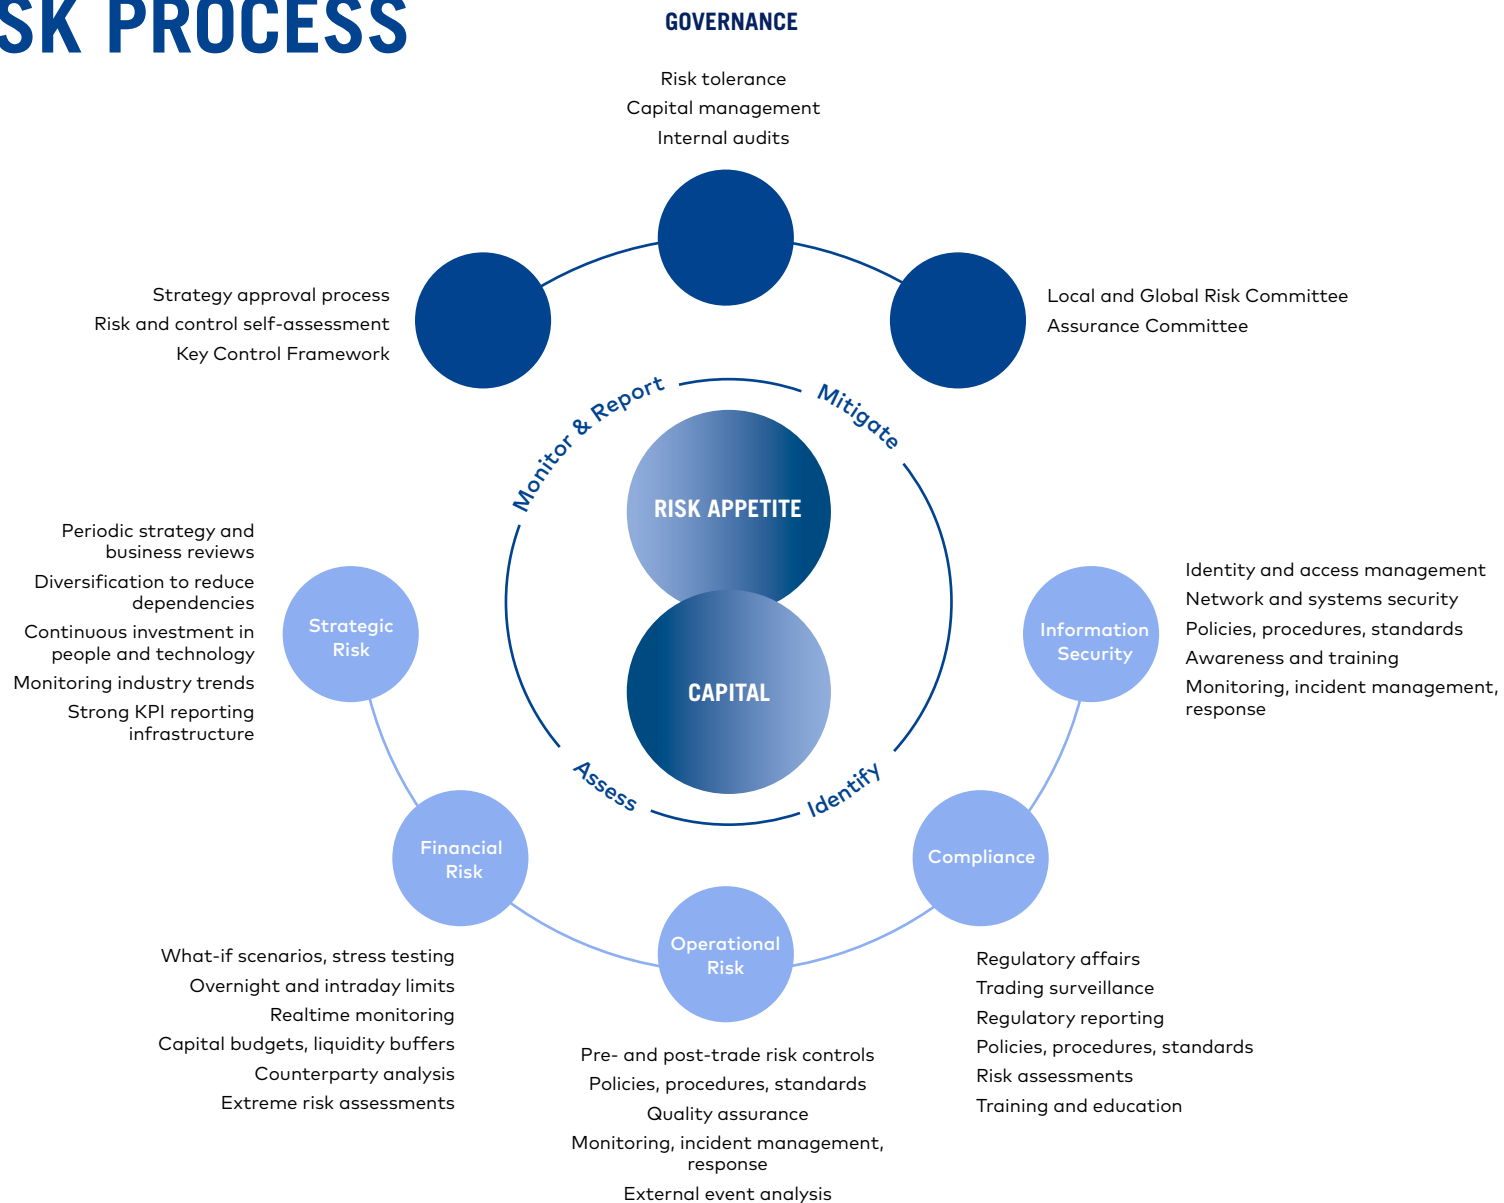 SK PROCESS
GOVERNANCE
Risk tolerance
Capital management
Internal audits
Strategy approval process
Risk and control self-assessment
Key Control Framework
Local and Global Risk Committee
Assurance Committee
Monitor & Report
Mitigate
RISK APPETITE
CAPITAL
Assess
Identify
Periodic strategy and
business reviews
Diversification to reduce
dependencies
Continuous investment in
people and technology
Monitoring industry trends
Strong KPI reporting
infrastructure
Strategic
Risk
Information
Security
Identity and access management
Network and systems security
Policies, procedures, standards
Awareness and training
Monitoring, incident management,
response
Financial
Risk
What-if scenarios, stress testing
Overnight and intraday limits
Realtime monitoring
Capital budgets, liquidity buffers
Counterparty analysis
Extreme risk assessments
Operational
Risk
Pre- and post-trade risk controls
Policies, procedures, standards
Quality assurance
Monitoring, incident management,
response
External event analysis
Compliance
Regulatory affairs
Trading surveillance
Regulatory reporting
Policies, procedures, standards
Risk assessments
Training and education